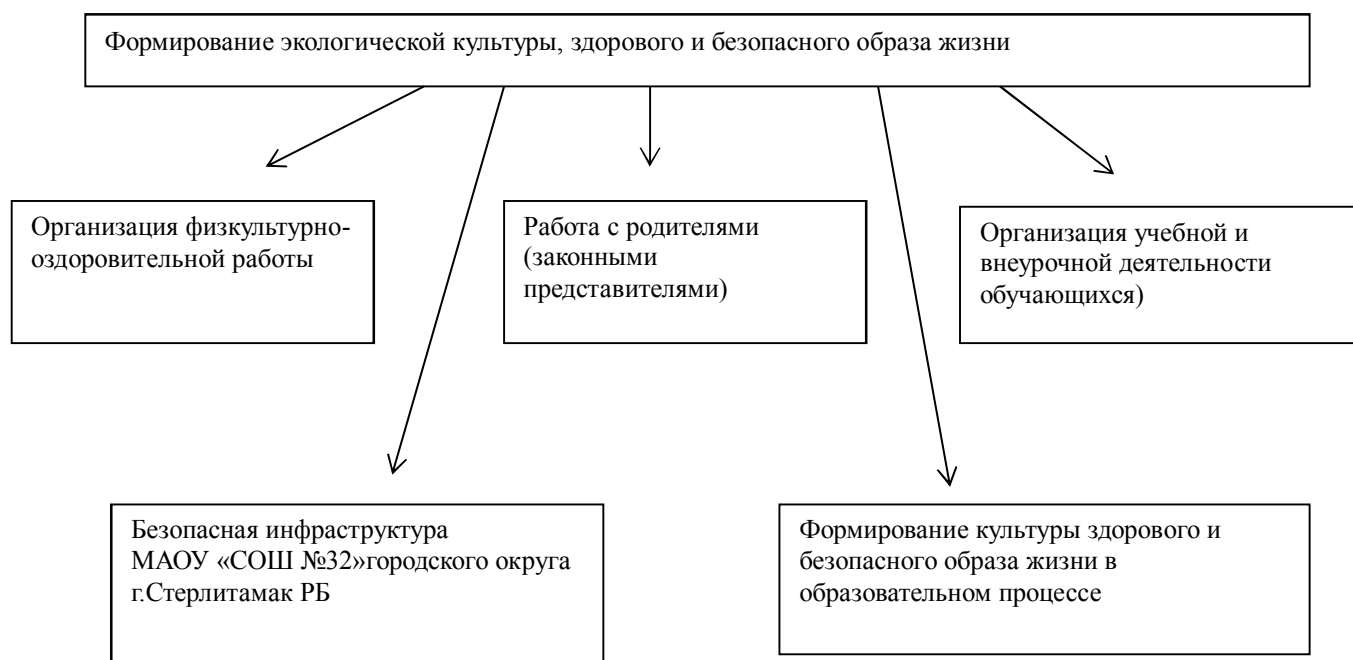 Формирование экологической культуры, здорового и безопасного образа жизни
Организация физкультурно-
оздоровительной работы
Работа с родителями
(законными
представителями)
Организация учебной и
внеурочной деятельности
обучающихся)
Безопасная инфраструктура
МАОУ «СОШ №32»городского округа
г.Стерлитамак РБ
Формирование культуры здорового и
безопасного образа жизни в
образовательном процессе